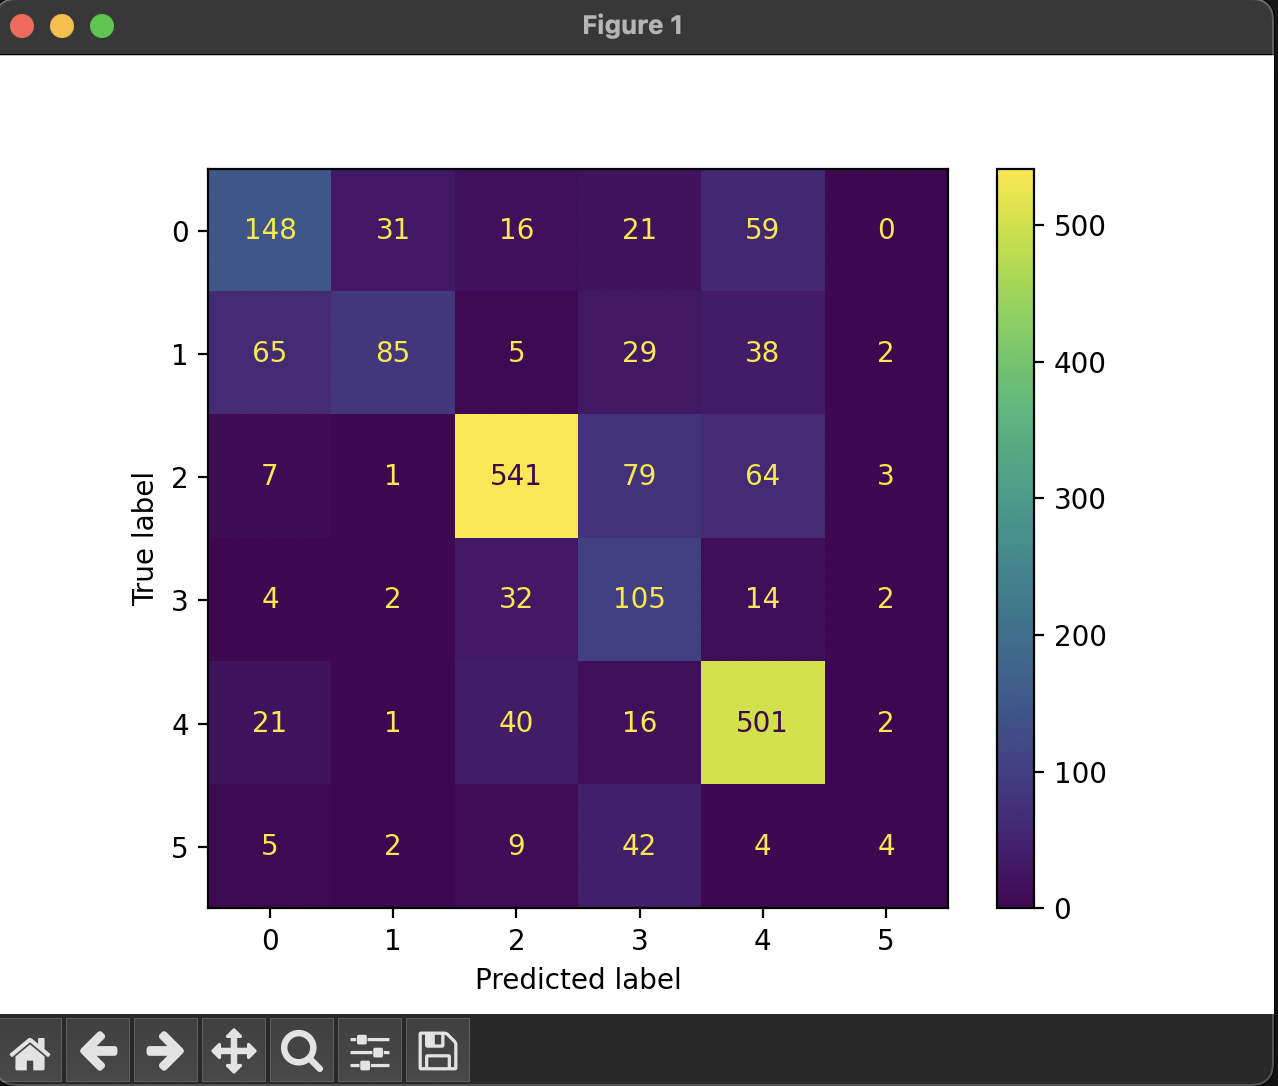 Figure 1
0 148 31 16 21 59 0
1 65 85 5 29 38 2
2 7 1 541 79 64 3
3 4 2 32 105 14 2
4 21 1 40 16 501 2
5 5 2 9 42 4 4
0 1 2 3 4 5
Predicted label
True label
500
400
300
200
100
0